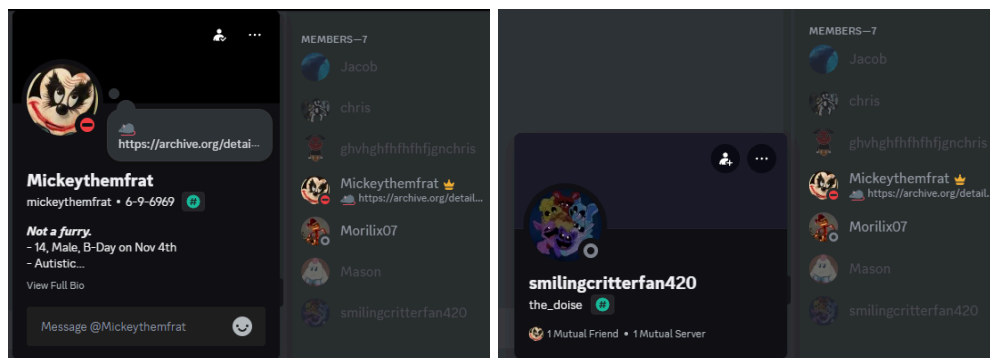 MEMBERS—7
Jacob
chris
ghvhghfhfhfhfjgnchris
Mickeythemfrat
https://archive.org/detail...
Morilix07
Mason
smilingcritterfan420
https://archive.org/detai...
Mickeythemfrat
mickeythemfrat • 6-9-6969 #
Not a furry.
- 14, Male, B-Day on Nov 4th
- Autistic...
View Full Bio
Message @Mickeythemfrat
MEMBERS—7
Jacob
chris
ghvhghfhfhfhfjgnchris
Mickeythemfrat
https://archive.org/detail...
Morilix07
Mason
smilingcritterfan420
smilingcritterfan420
the_doise #
1 Mutual Friend • 1 Mutual Server